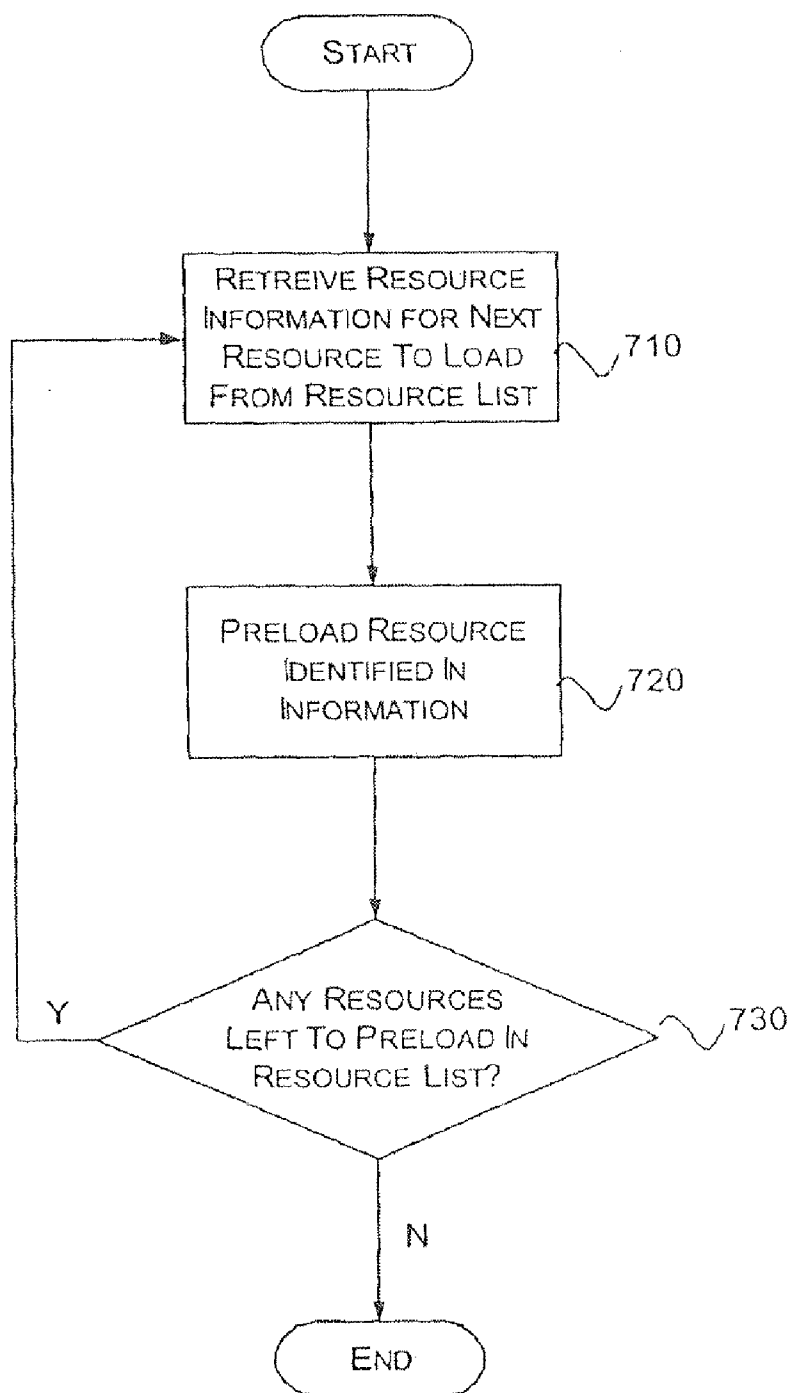 START
RETREIVE RESOURCE
INFORMATION FOR NEXT
RESOURCE TO LOAD
FROM RESOURCE LIST
710
PRELOAD RESOURCE
IDENTIFIED IN
INFORMATION
720
ANY RESOURCES
LEFT TO PRELOAD IN
RESOURCE LIST?
730
Y
N
END